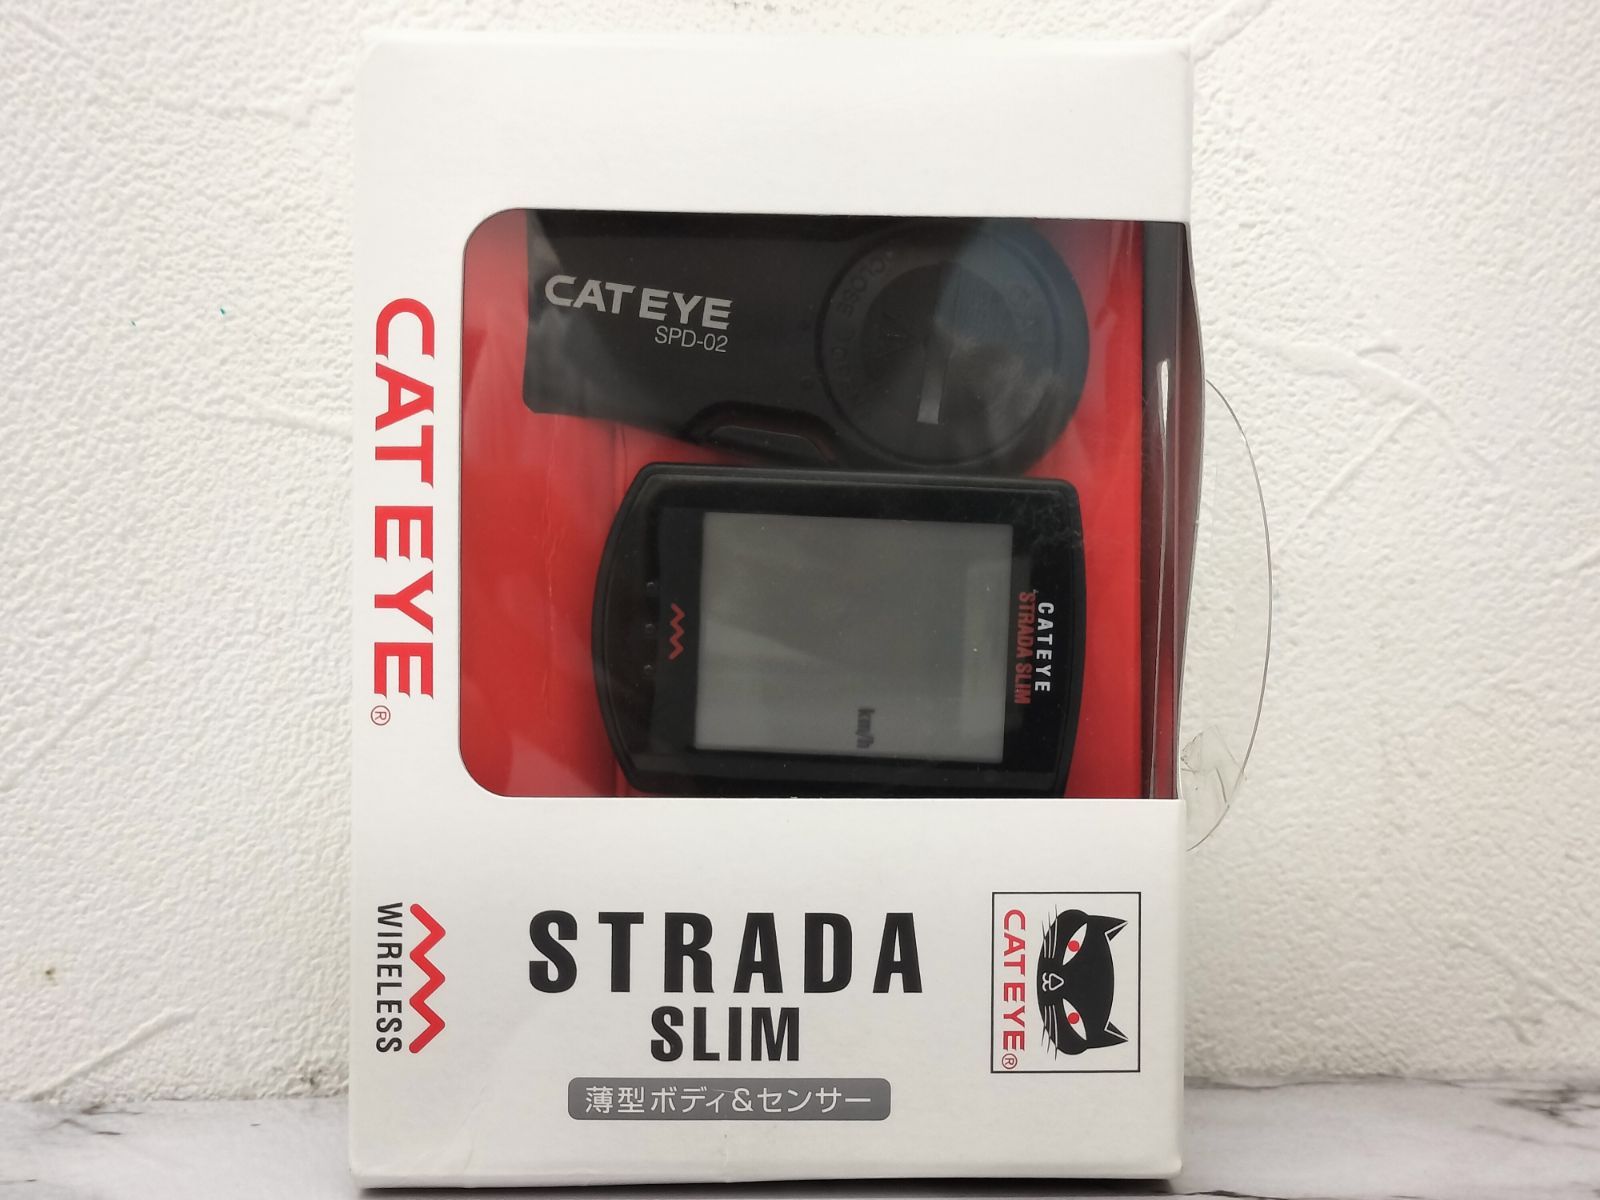 CATEYE
SPD-02
CLOSE
CATEYE
STRADA SLIM
km/h
CATEYE®
WIRELESS
STRADA
SLIM
薄型ボディ&センサー
CATEYE®